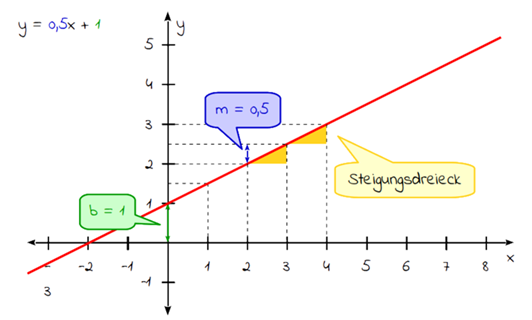 y = 0,5x + 1
y
5
4
3
2
1
-1
m = 0,5
Steigungsdreieck
b = 1
- -2 -1 1 2 3 4 5 6 7 8 x
3